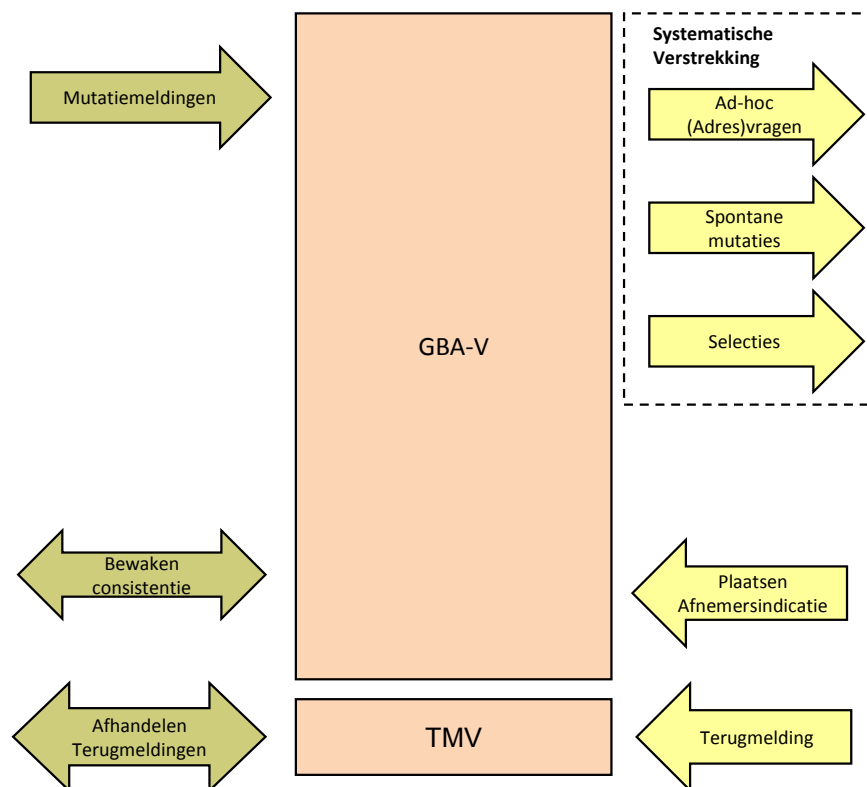 Systematische
Verstrekking
Mutatiemeldingen
Ad-hoc
(Adres)vragen
Spontane
mutaties
GBA-V
Selecties
Bewaken
consistentie
Plaatsen
Afnemersindicatie
Afhandelen
Terugmeldingen
TMV
Terugmelding